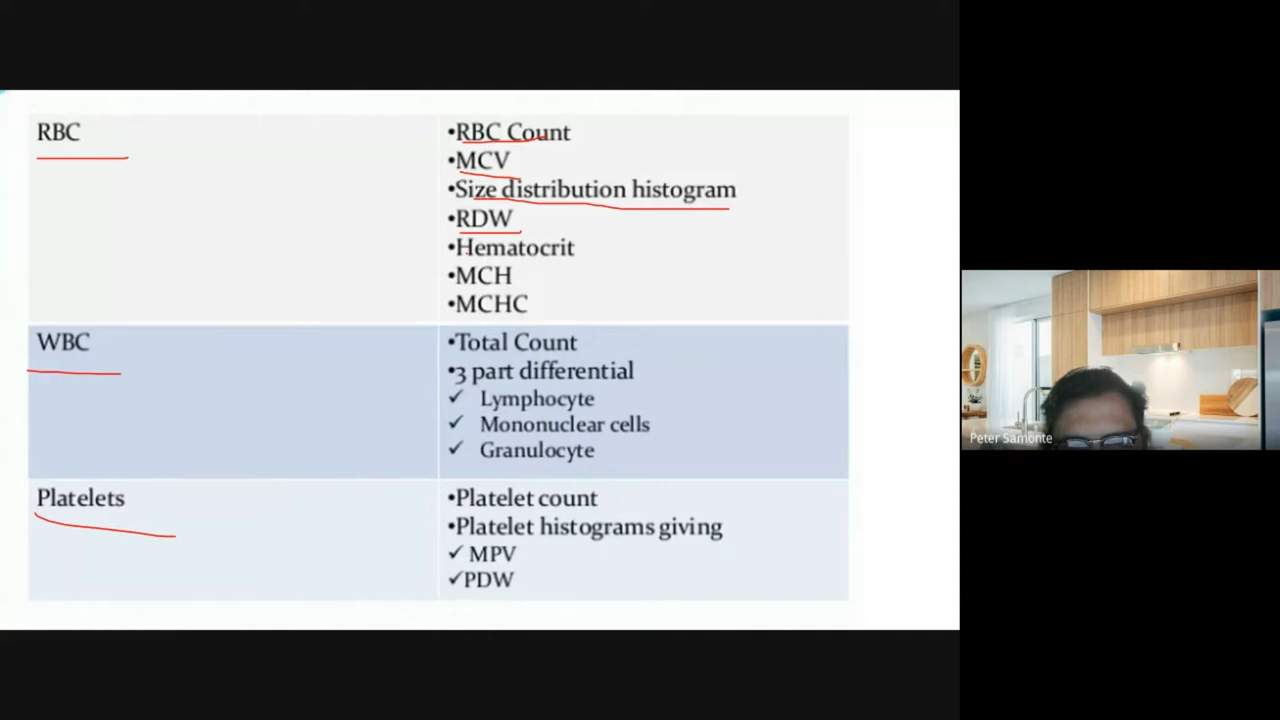 RBC
•RBC Count
•MCV
•Size distribution histogram
•RDW
•Hematocrit
•MCH
•MCHC
WBC
•Total Count
•3 part differential
✓ Lymphocyte
✓ Mononuclear cells
✓ Granulocyte
Platelets
•Platelet count
•Platelet histograms giving
✓ MPV
✓PDW
Peter Samonte